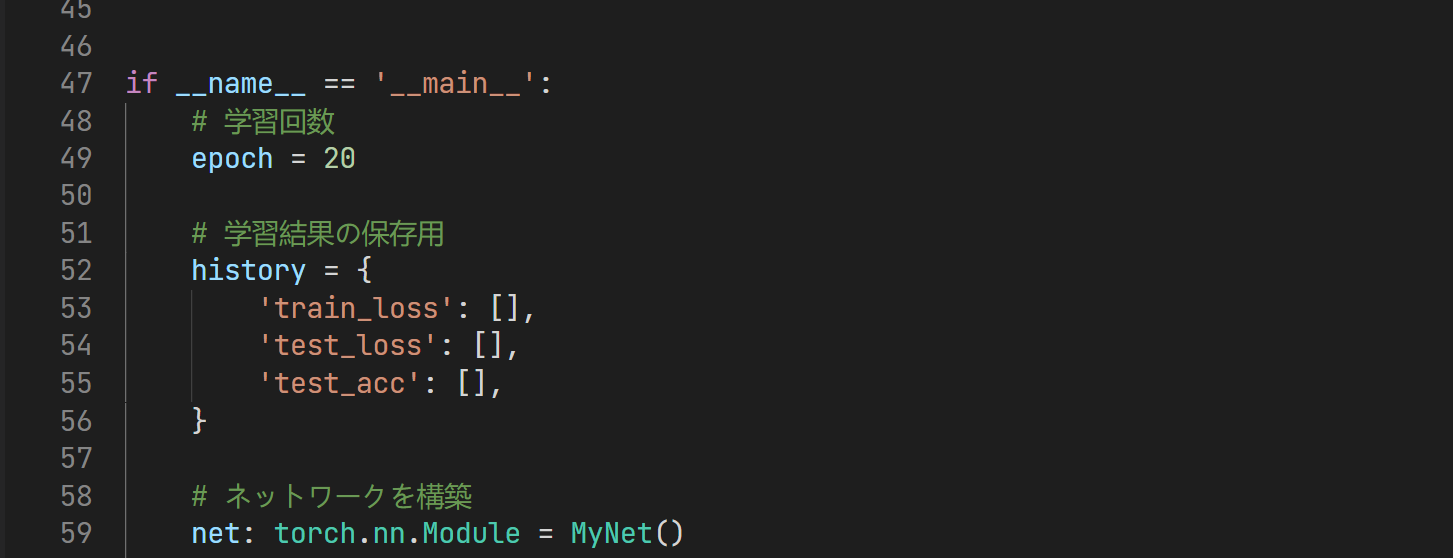 45
46
47 if __name__ == '__main__':
48     # 学習回数
49     epoch = 20
50
51     # 学習結果の保存用
52     history = {
53         'train_loss': [],
54         'test_loss': [],
55         'test_acc': [],
56     }
57
58     # ネットワークを構築
59     net: torch.nn.Module = MyNet()